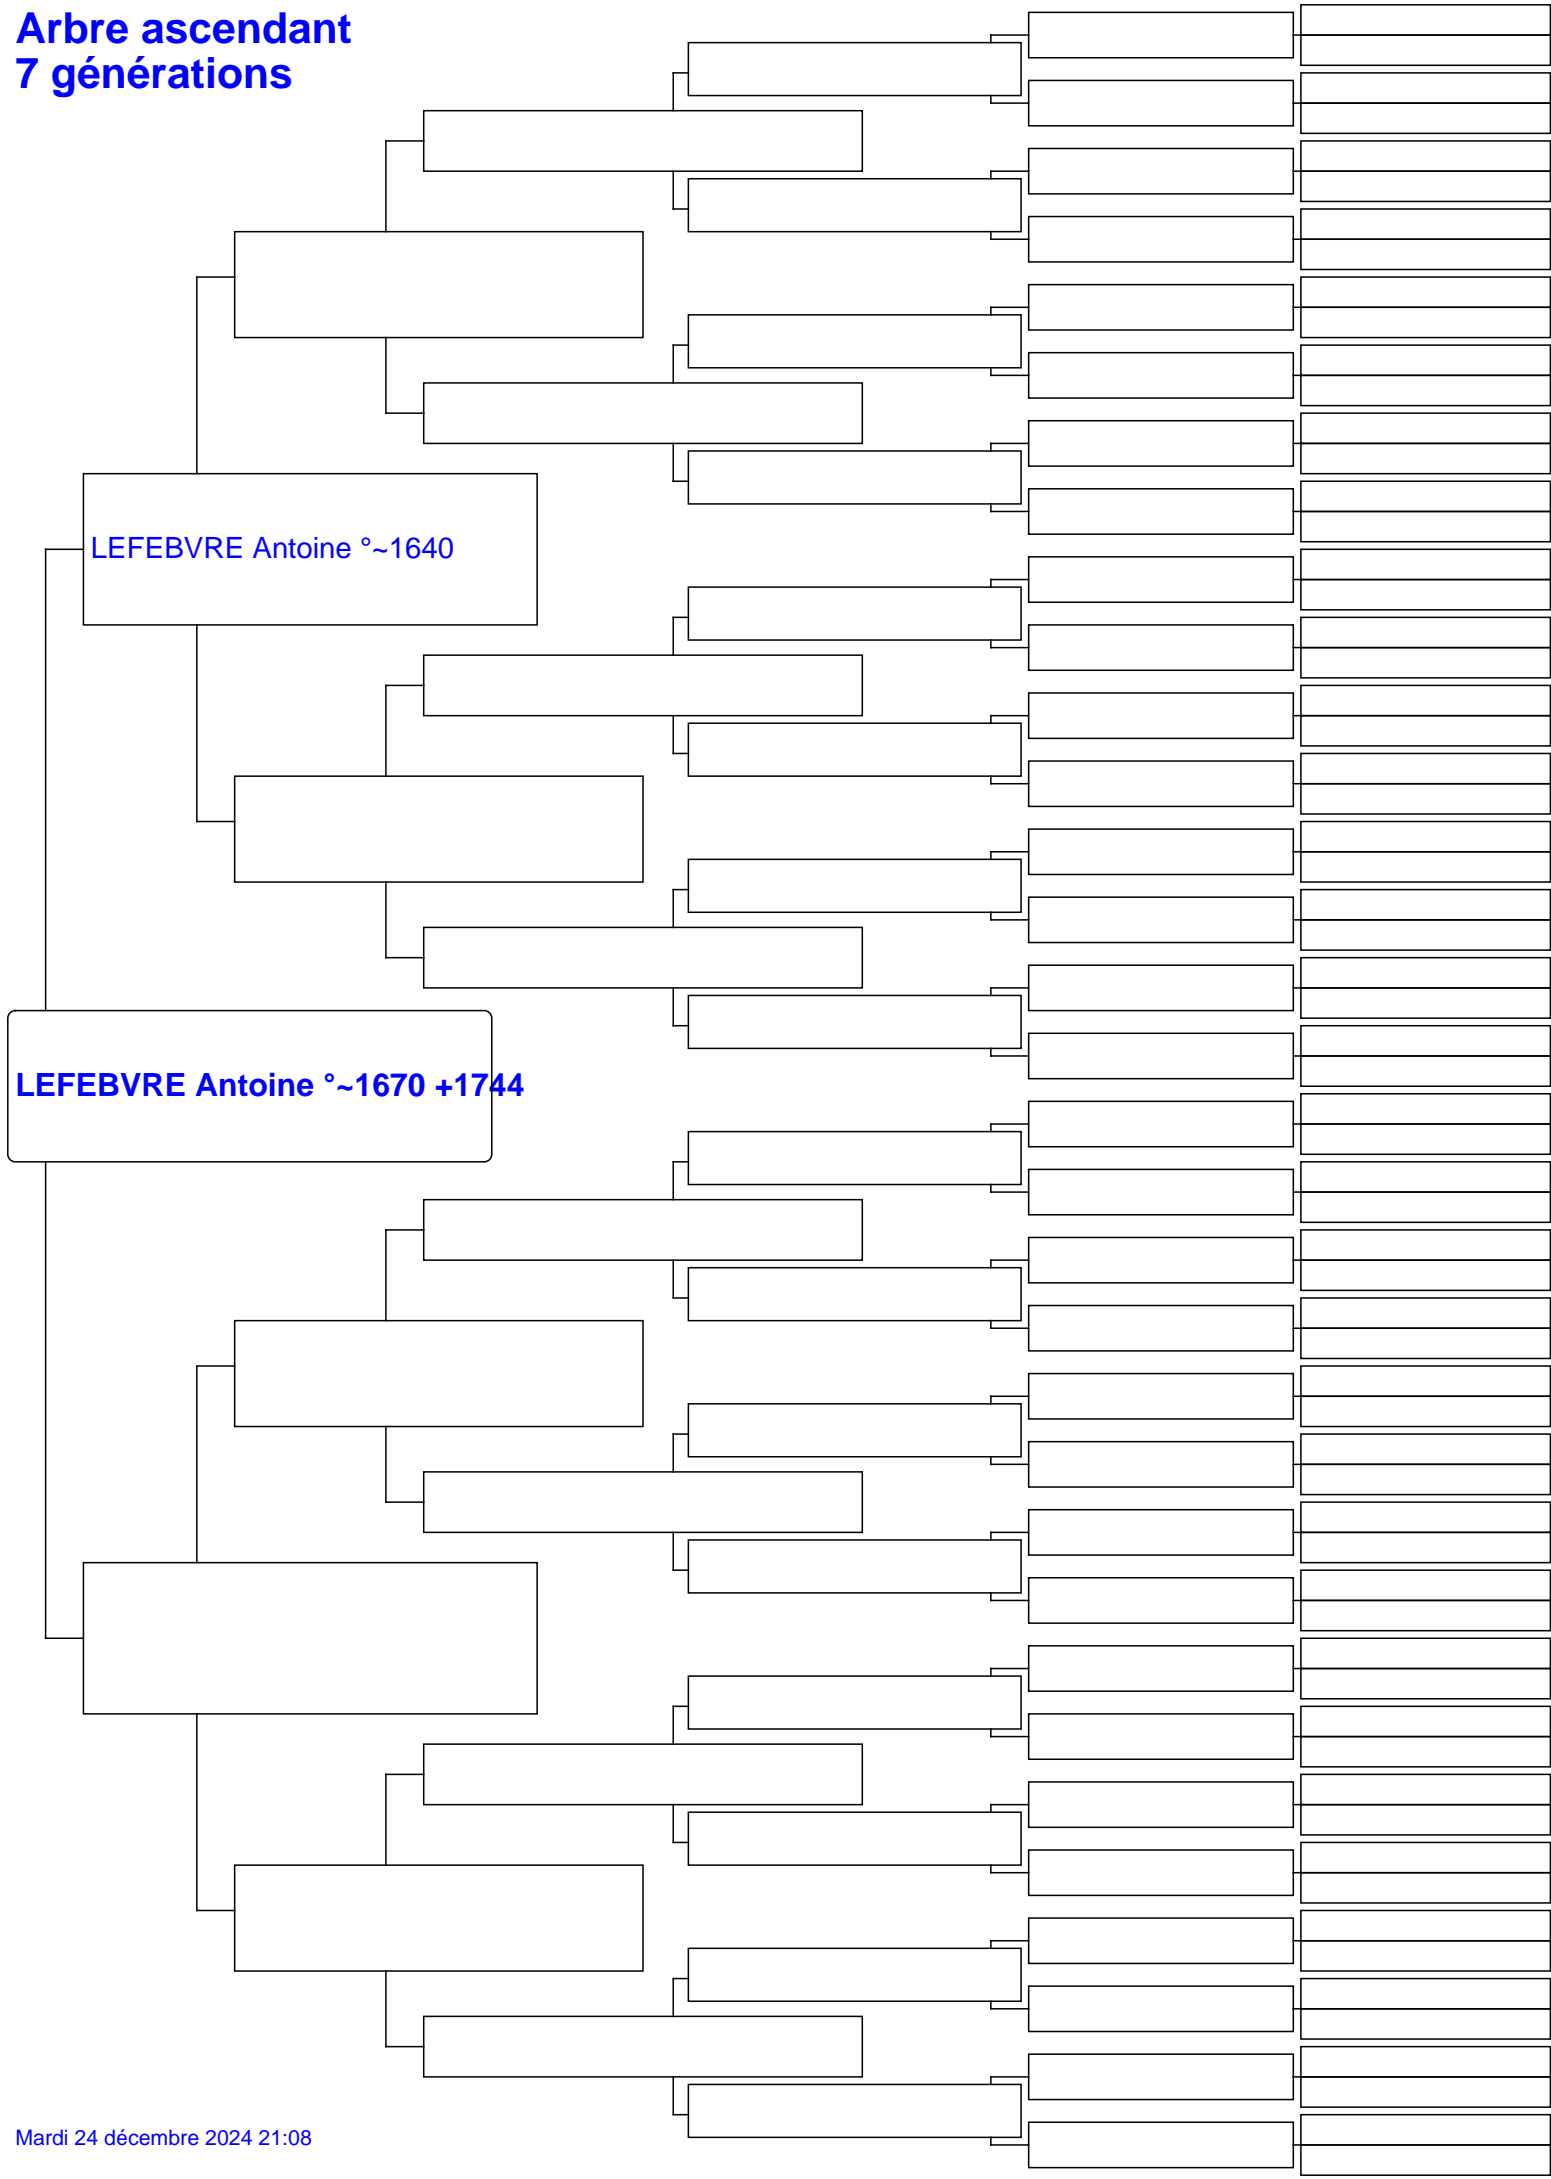 Arbre ascendant
7 générations
LEFEBVRE Antoine °~1640
LEFEBVRE Antoine °~1670 +1744
Mardi 24 décembre 2024 21:08